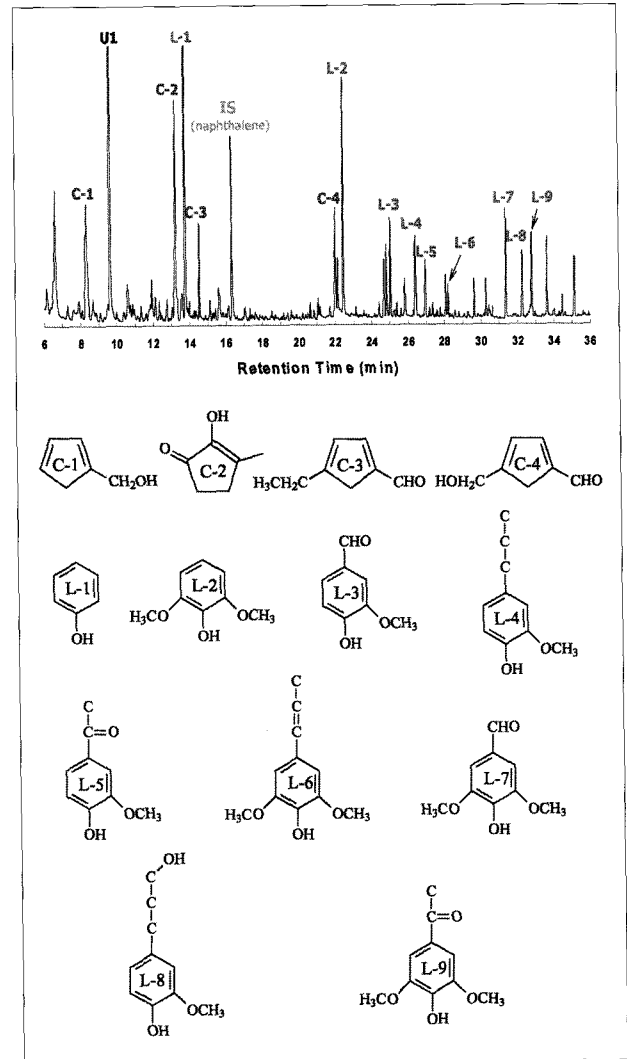 U1 L-1
C-2
IS
(naphthalene)
L-2
C-1
C-3
C-4
L-3
L-4
L-5
L-6
L-7
L-8
L-9
6 8 10 12 14 16 18 20 22 24 26 28 30 32 34 36
Retention Time (min)
C-1
CH₂OH
OH
O
C-2
H₃CH₂C
C-3
CHO
HOH₂C
C-4
CHO
L-1
OH
L-2
H₃CO
OH
OCH₃
CHO
L-3
OCH₃
OH
C
C
C
L-4
OCH₃
OH
C
C=O
L-5
OCH₃
OH
C
C
C
L-6
H₃CO
OH
OCH₃
CHO
L-7
H₃CO
OH
OCH₃
OH
C
C
C
L-8
OCH₃
OH
C
C=O
L-9
H₃CO
OH
OCH₃